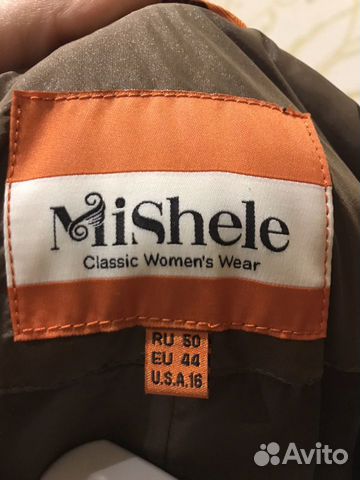 MiShele
Classic Women's Wear
RU 50
EU 44
U.S.A.16
Avito